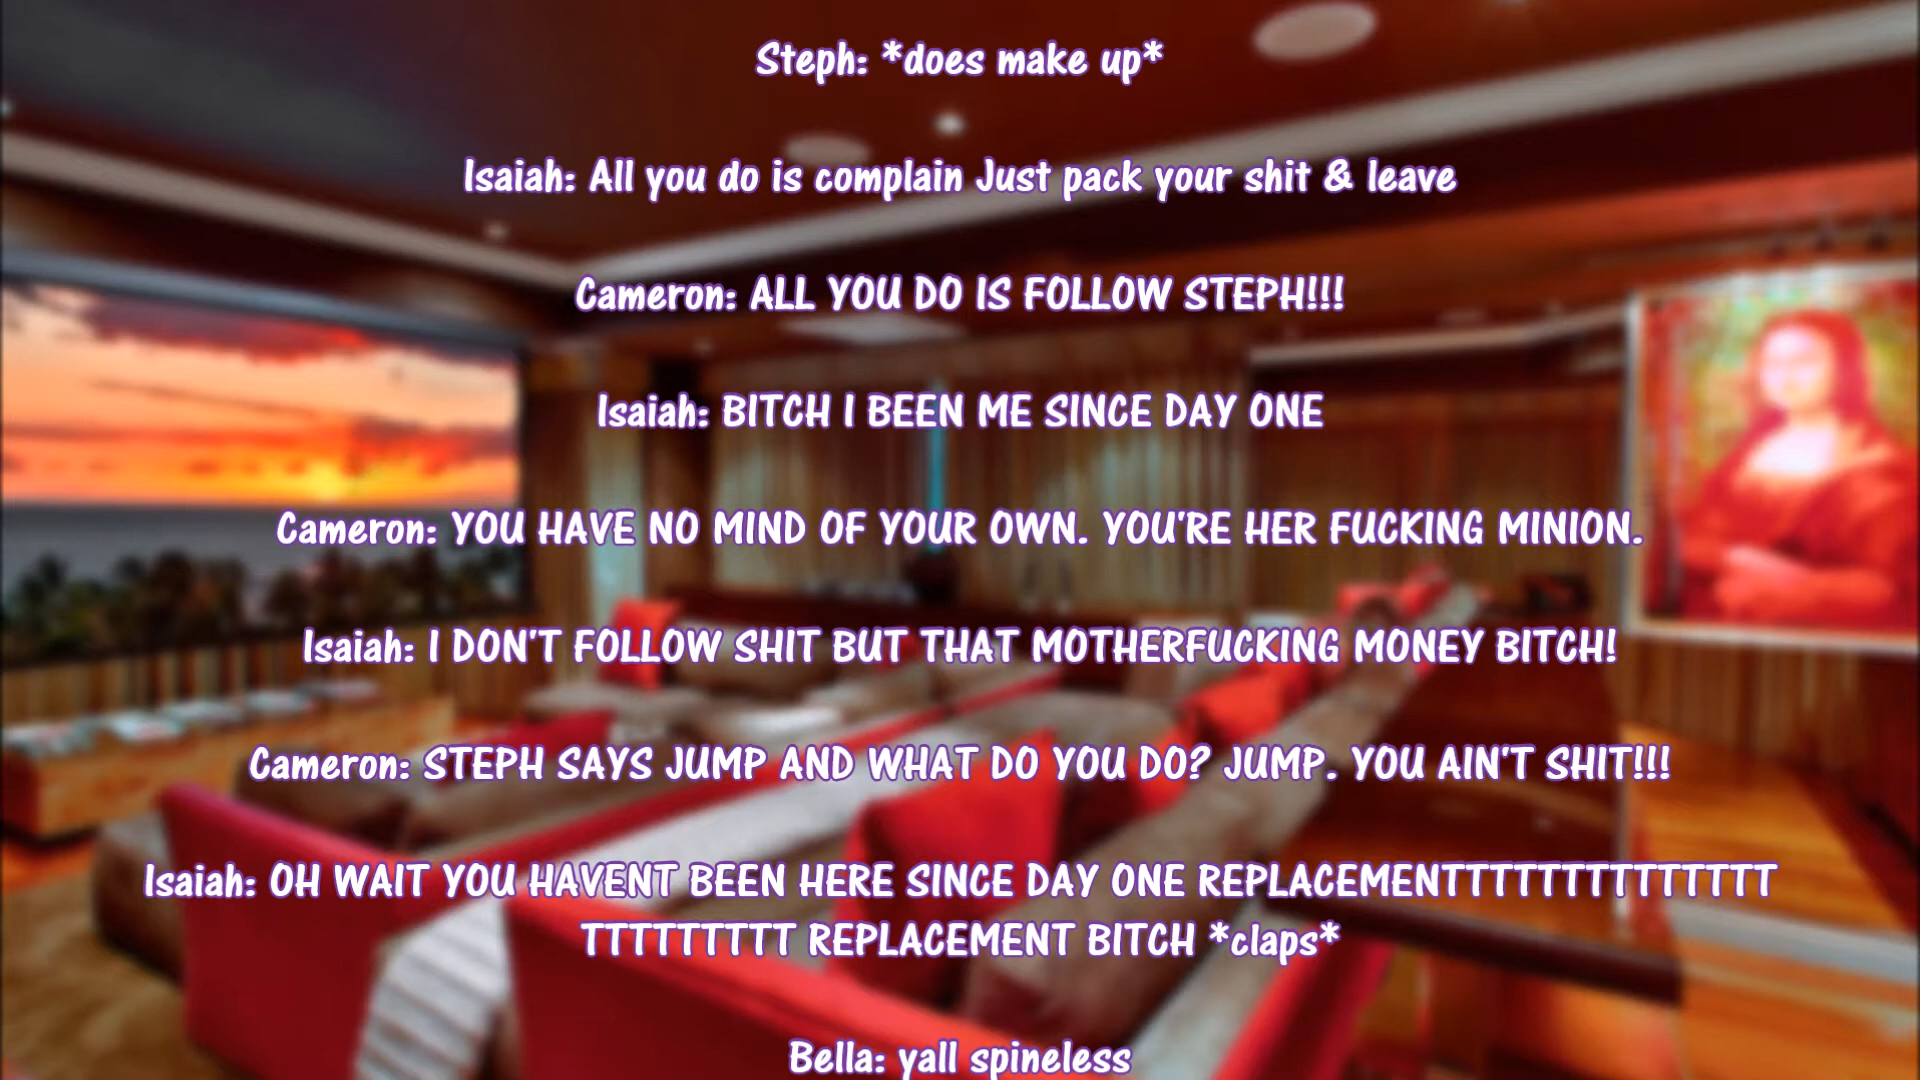 Steph: *does make up*
Isaiah: All you do is complain Just pack your shit & leave
Cameron: ALL YOU DO IS FOLLOW STEPH!!!
Isaiah: BITCH I BEEN ME SINCE DAY ONE
Cameron: YOU HAVE NO MIND OF YOUR OWN. YOU'RE HER FUCKING MINION.
Isaiah: I DON'T FOLLOW SHIT BUT THAT MOTHERFUCKING MONEY BITCH!
Cameron: STEPH SAYS JUMP AND WHAT DO YOU DO? JUMP. YOU AIN'T SHIT!!!
Isaiah: OH WAIT YOU HAVENT BEEN HERE SINCE DAY ONE REPLACEMENTTTTTTTTTTTTTTT
TTTTTTTTT REPLACEMENT BITCH *claps*
Bella: yall spineless